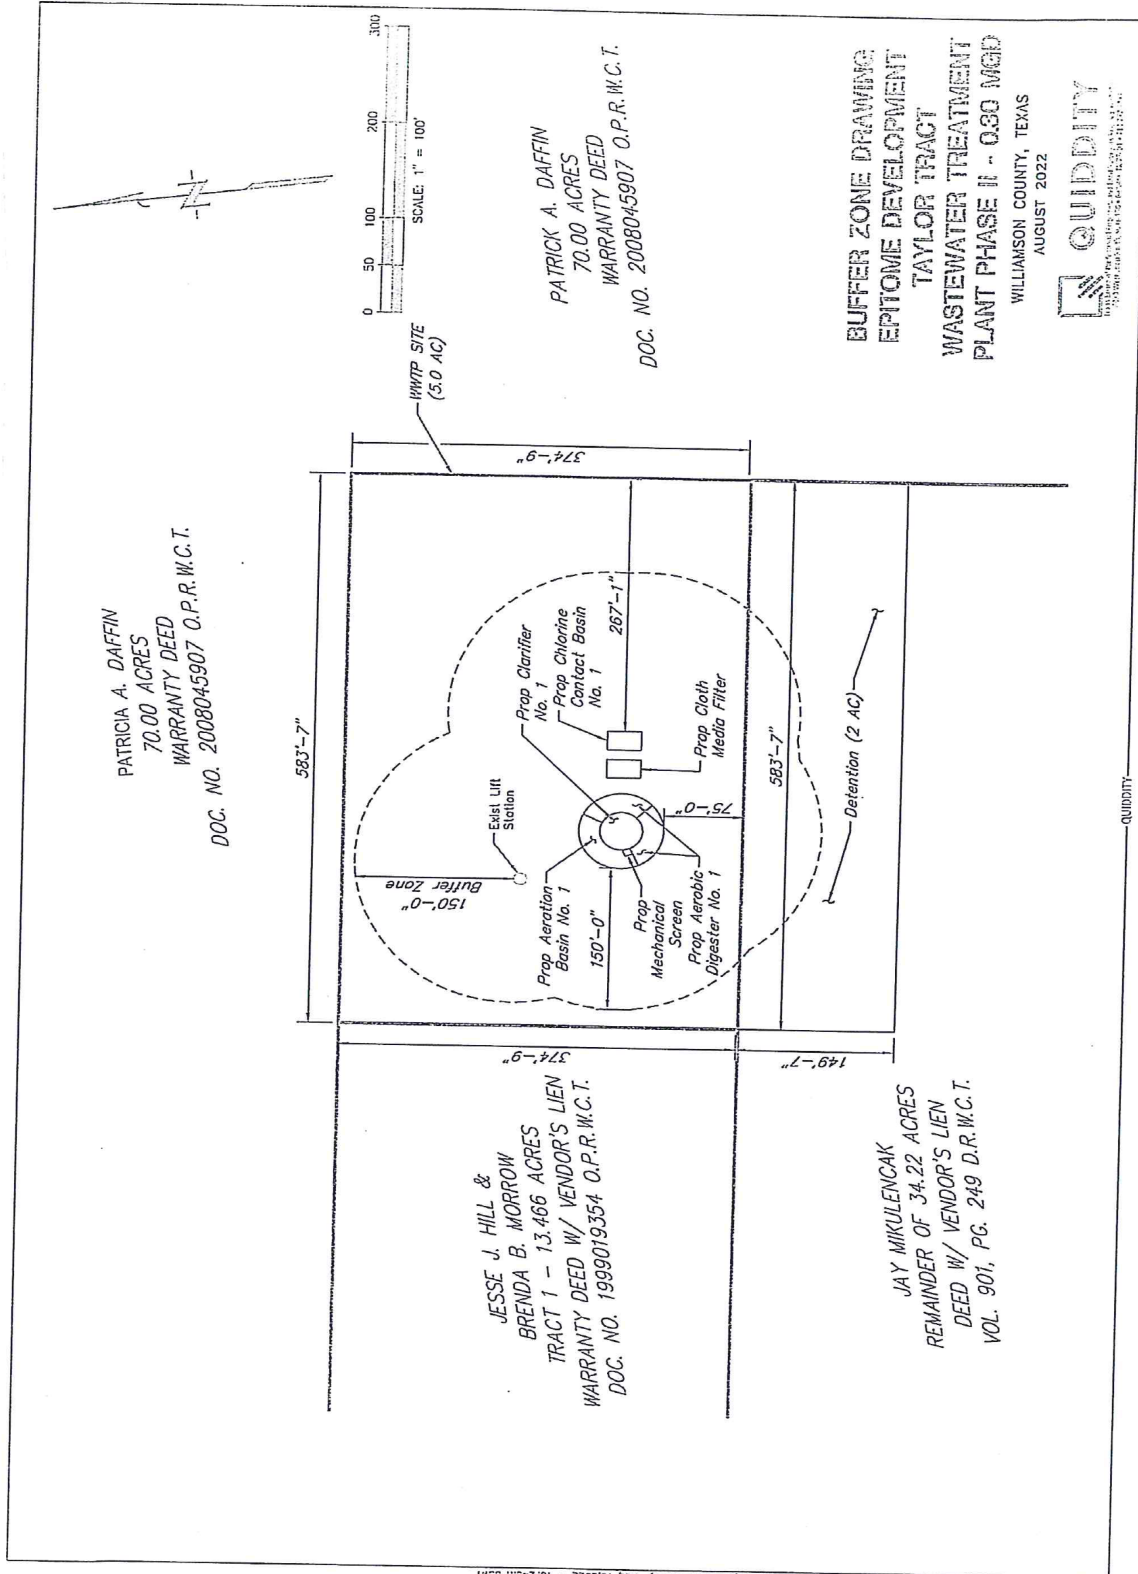 PATRICIA A. DAFFIN
70.00 ACRES
WARRANTY DEED
DOC. NO. 2008045907 O.P.R.W.C.T.
0 50 100 200 300
SCALE: 1" = 100'
583'-7"
WWTP SITE
(5.0 AC)
PATRICK A. DAFFIN
70.00 ACRES
WARRANTY DEED
DOC. NO. 2008045907 O.P.R.W.C.T.
374'-9"
374'-9"
150'-0"
Buffer Zone
Exist Lift
Station
Prop Aeration
Basin No. 1
Prop Clarifier
No. 1
Prop Chlorine
Contact Basin
No. 1
267'-1"
150'-0"
Prop
Mechanical
Screen
Prop Aerobic
Digester No. 1
75'-0"
Prop Cloth
Media Filter
583'-7"
149'-7"
Detention (2 AC)
JESSE J. HILL &
BRENDA B. MORROW
TRACT 1 - 13.466 ACRES
WARRANTY DEED W/ VENDOR'S LIEN
DOC. NO. 1999019354 O.P.R.W.C.T.
JAY MIKULENCAK
REMAINDER OF 34.22 ACRES
DEED W/ VENDOR'S LIEN
VOL. 901, PG. 249 D.R.W.C.T.
BUFFER ZONE DRAWING
EPITOME DEVELOPMENT
TAYLOR TRACT
WASTEWATER TREATMENT
PLANT PHASE II - 0.30 MGD
WILLIAMSON COUNTY, TEXAS
AUGUST 2022
QUIDDITY
QUIDDITY